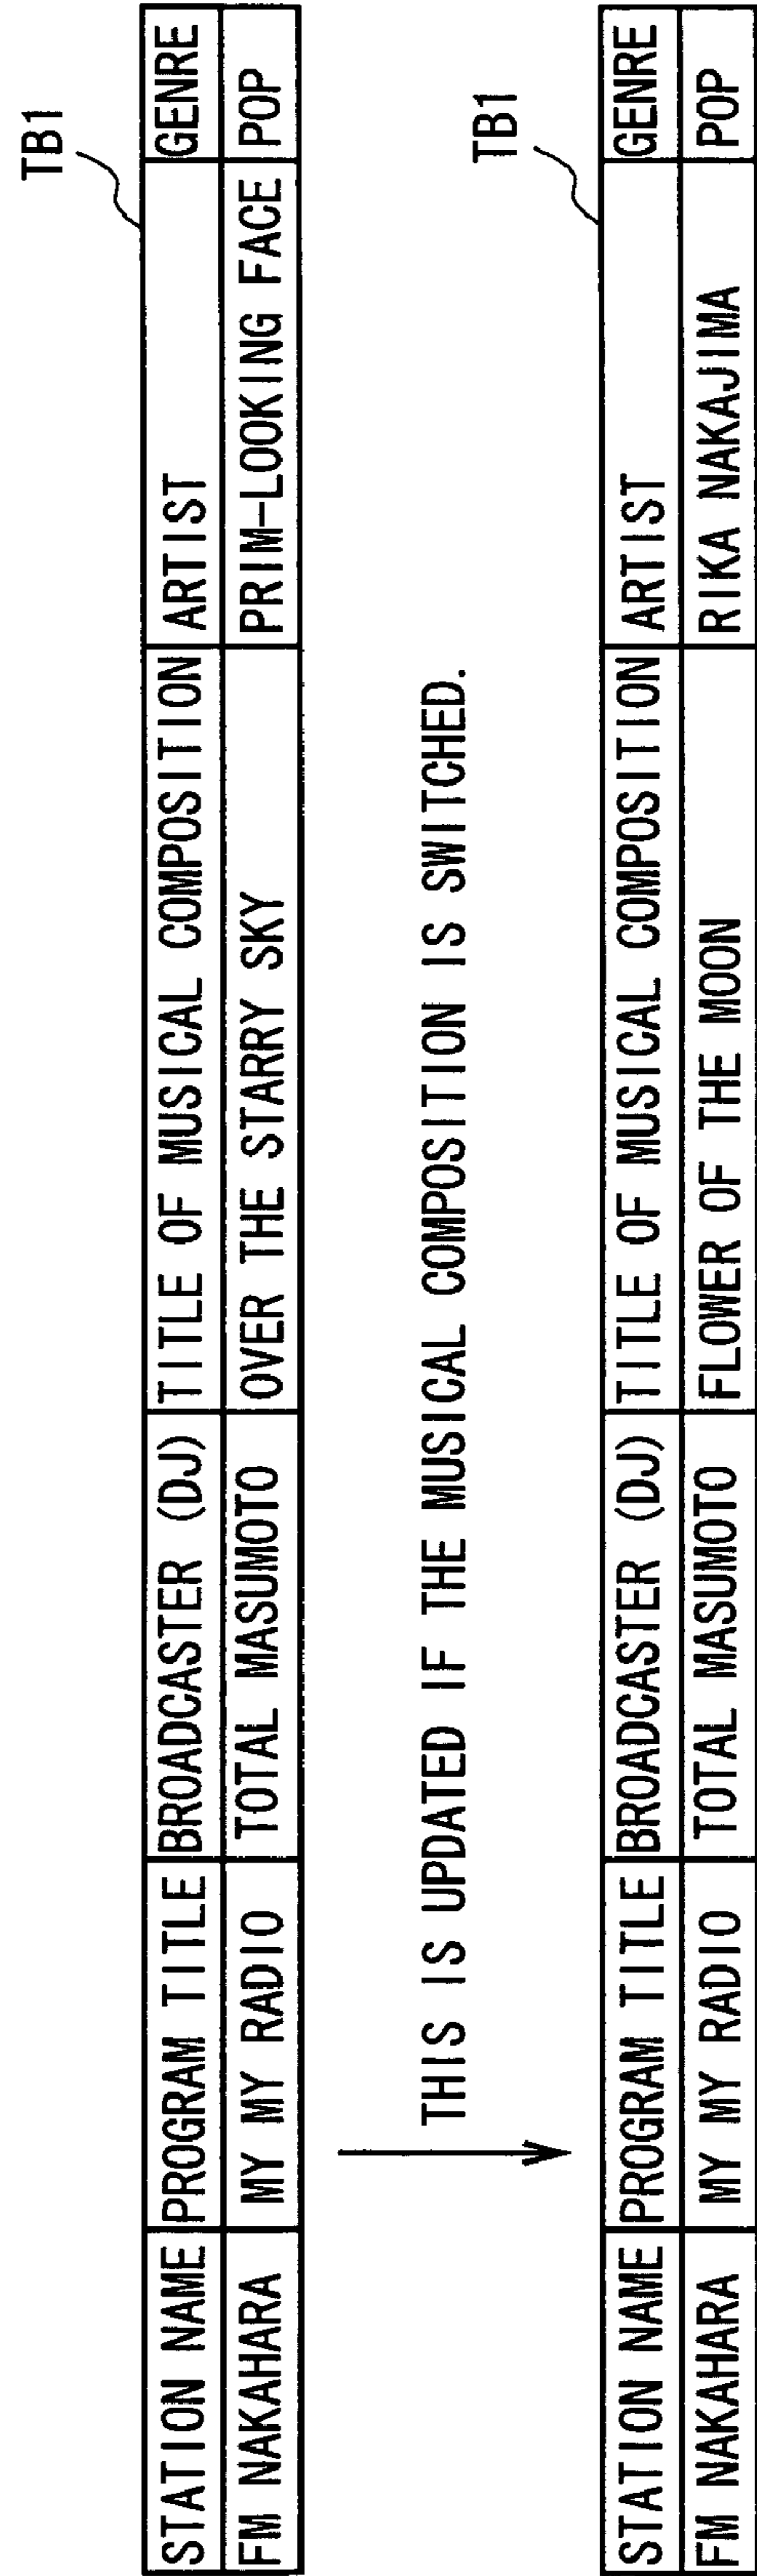 TB1
STATION NAME PROGRAM TITLE BROADCASTER (DJ) TITLE OF MUSICAL COMPOSITION ARTIST GENRE
FM NAKAHARA MY MY RADIO TOTAL MASUMOTO OVER THE STARRY SKY PRIM-LOOKING FACE POP
THIS IS UPDATED IF THE MUSICAL COMPOSITION IS SWITCHED.
TB1
STATION NAME PROGRAM TITLE BROADCASTER (DJ) TITLE OF MUSICAL COMPOSITION ARTIST GENRE
FM NAKAHARA MY MY RADIO TOTAL MASUMOTO FLOWER OF THE MOON RIKA NAKAJIMA POP